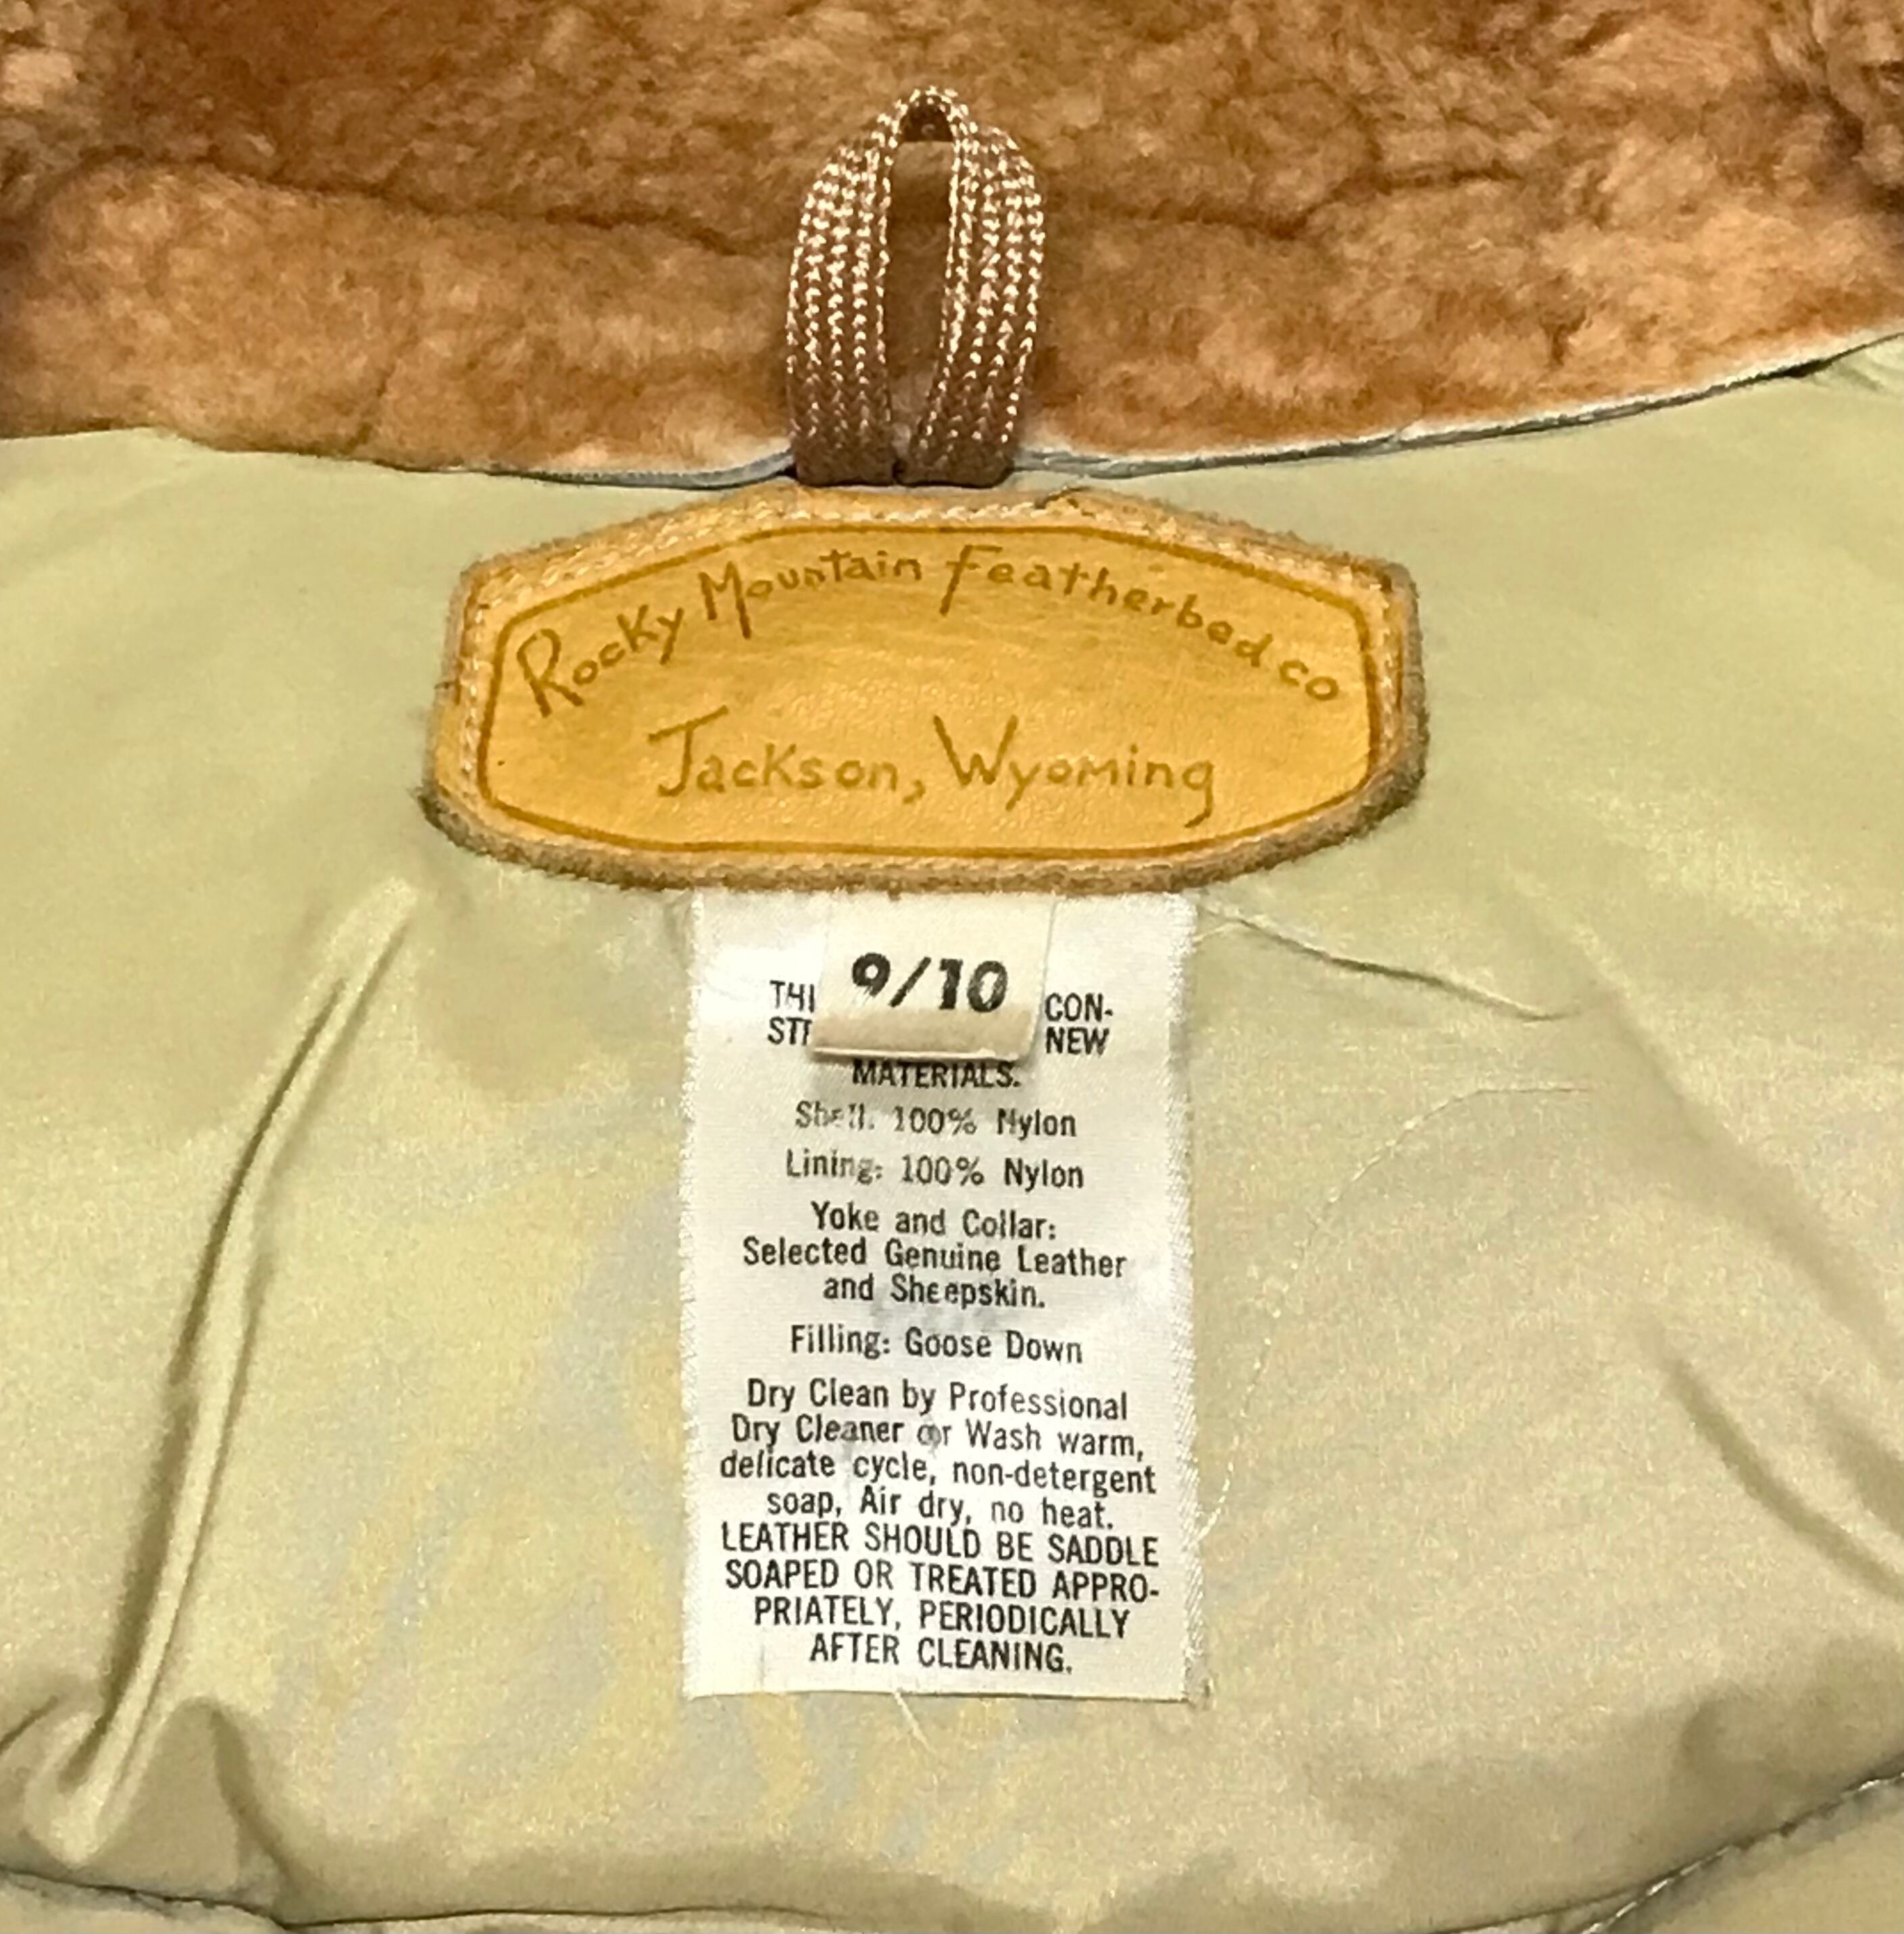 Rocky Mountain Featherbed co
Jackson, Wyoming
9/10
CON-
NEW
MATERIALS.
Shell: 100% Nylon
Lining: 100% Nylon
Yoke and Collar:
Selected Genuine Leather
and Sheepskin.
Filling: Goose Down
Dry Clean by Professional
Dry Cleaner or Wash warm,
delicate cycle, non-detergent
soap, Air dry, no heat.
LEATHER SHOULD BE SADDLE
SOAPED OR TREATED APPRO-
PRIATELY, PERIODICALLY
AFTER CLEANING.